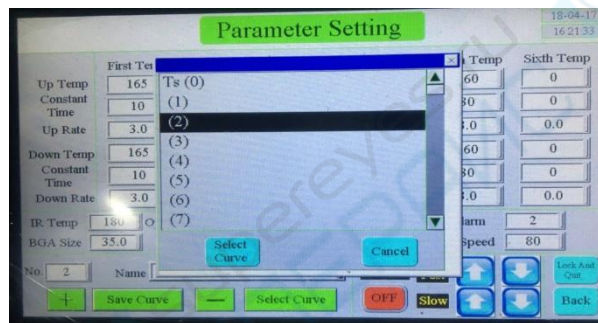 18-04-17
Parameter Setting
16:21:33
First Te
Temp
Sixth Temp
Ts (0)
Up Temp
165
60
0
(1)
Constant
Time
10
30
0
(2)
Up Rate
3.0
.0
0.0
(3)
Down Temp
165
60
0
(4)
Constant
Time
10
30
0
(5)
Down Rate
3.0
.0
0.0
(6)
(7)
IR Temp
180
larm
2
BGA Size
35.0
Speed
80
Select
Curve
Cancel
No.
2
Name
Lock And
Quit
+
Save Curve
−
Select Curve
OFF
Slow
Back